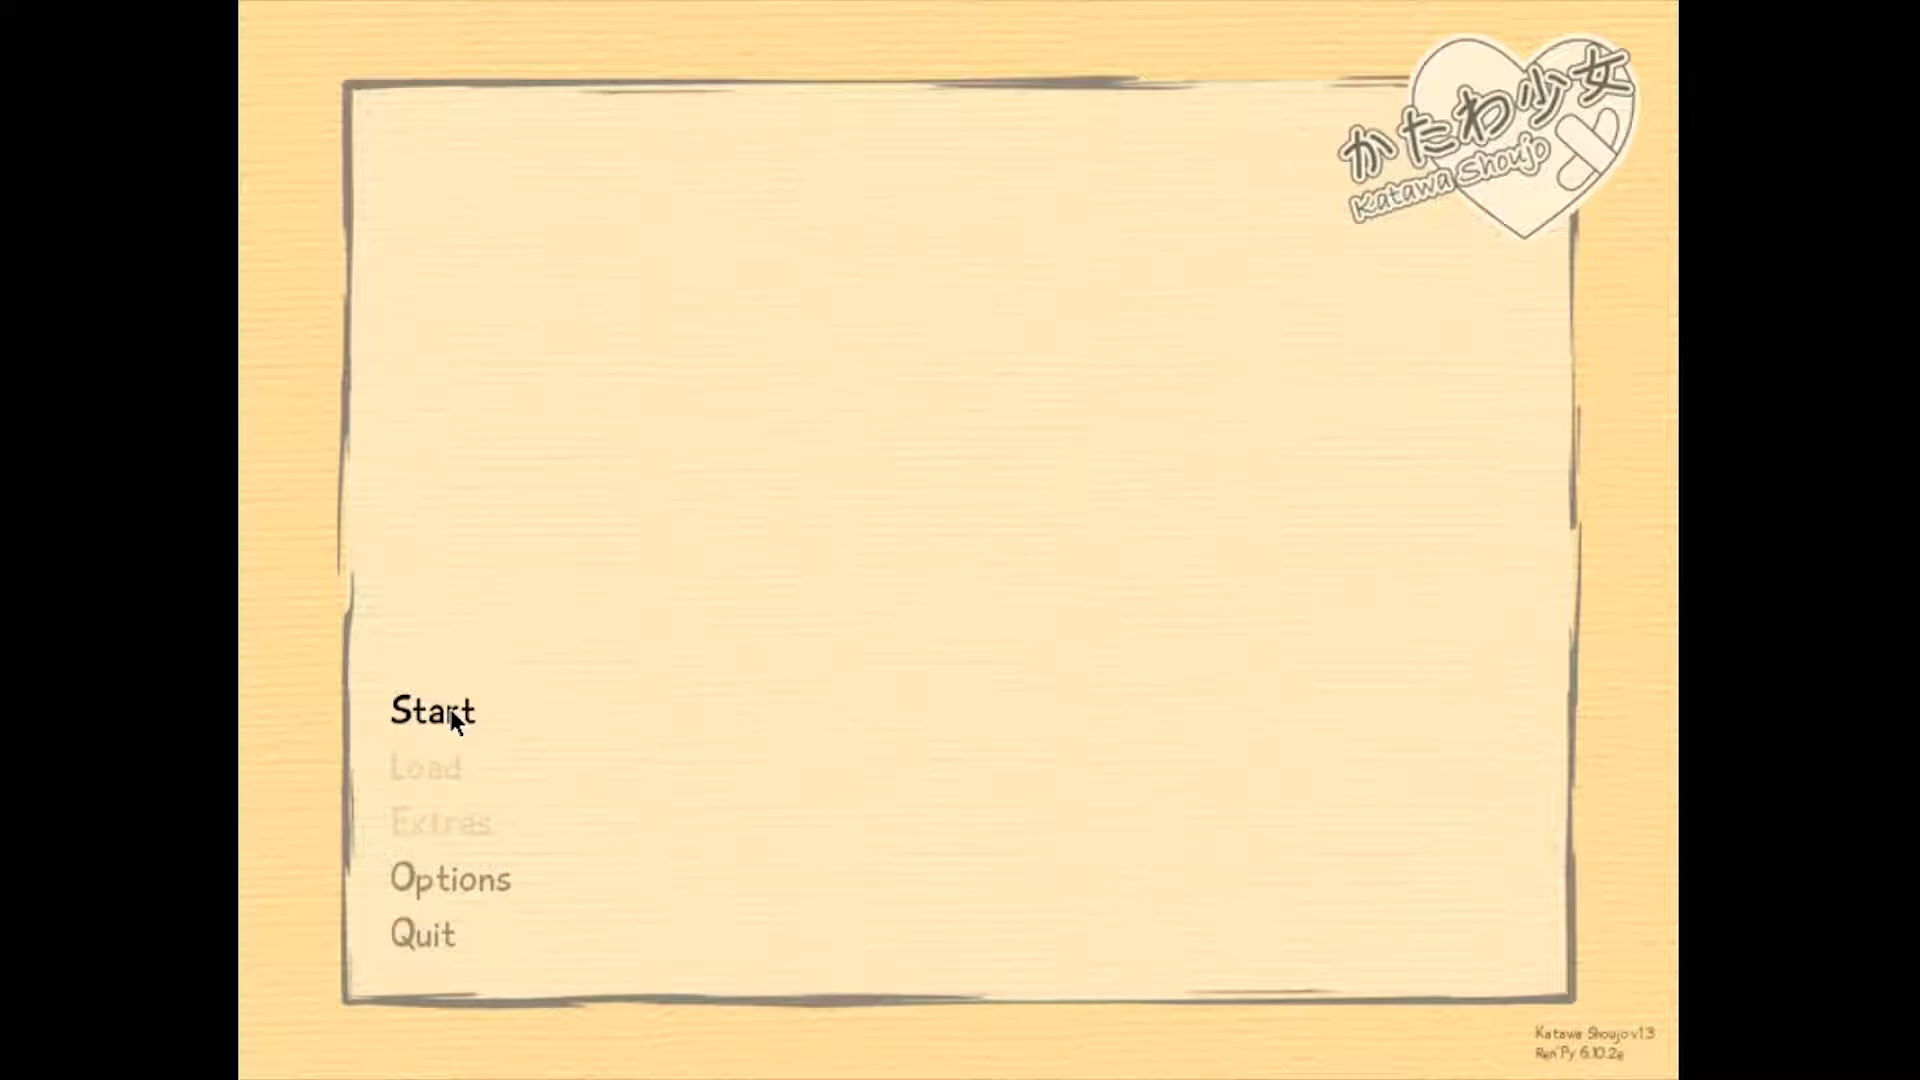 かたわ少女
Katawa Shoujo
Start
Load
Extras
Options
Quit
Katawa Shoujo v1.3
Ren'Py 6.10.2e